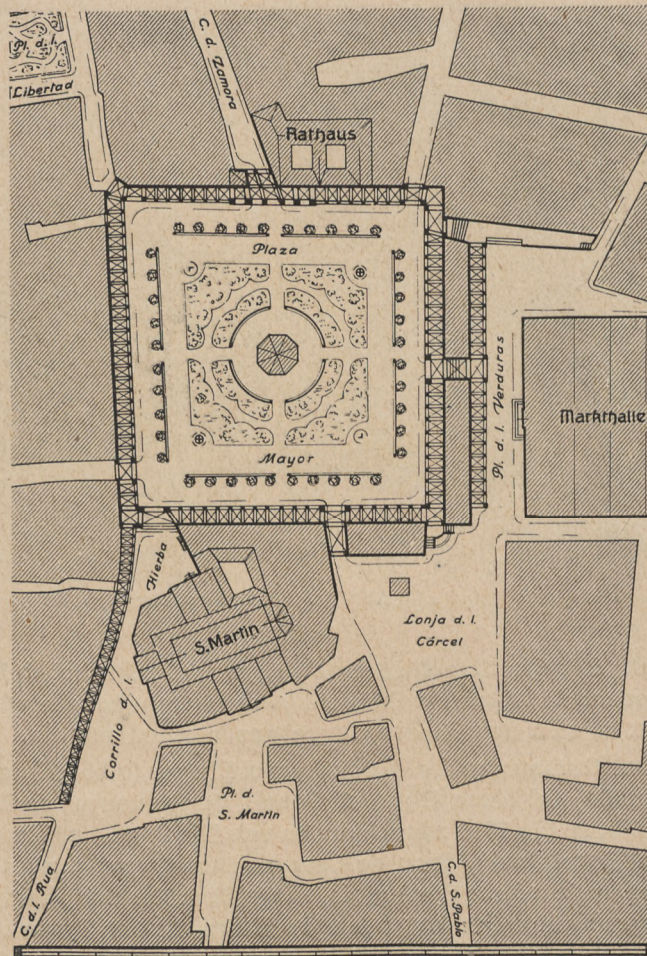 Pl. d. l.
Libertad
C. d. Zamora
Rathaus
Plaza
Mayor
Pl. d. l. Verduras
Markthalle
Corrillo d. l. Hierba
S. Martin
Lonja d. l.
Cárcel
Pl. d.
S. Martin
C. d. l. Rua
C. d. S. Pablo